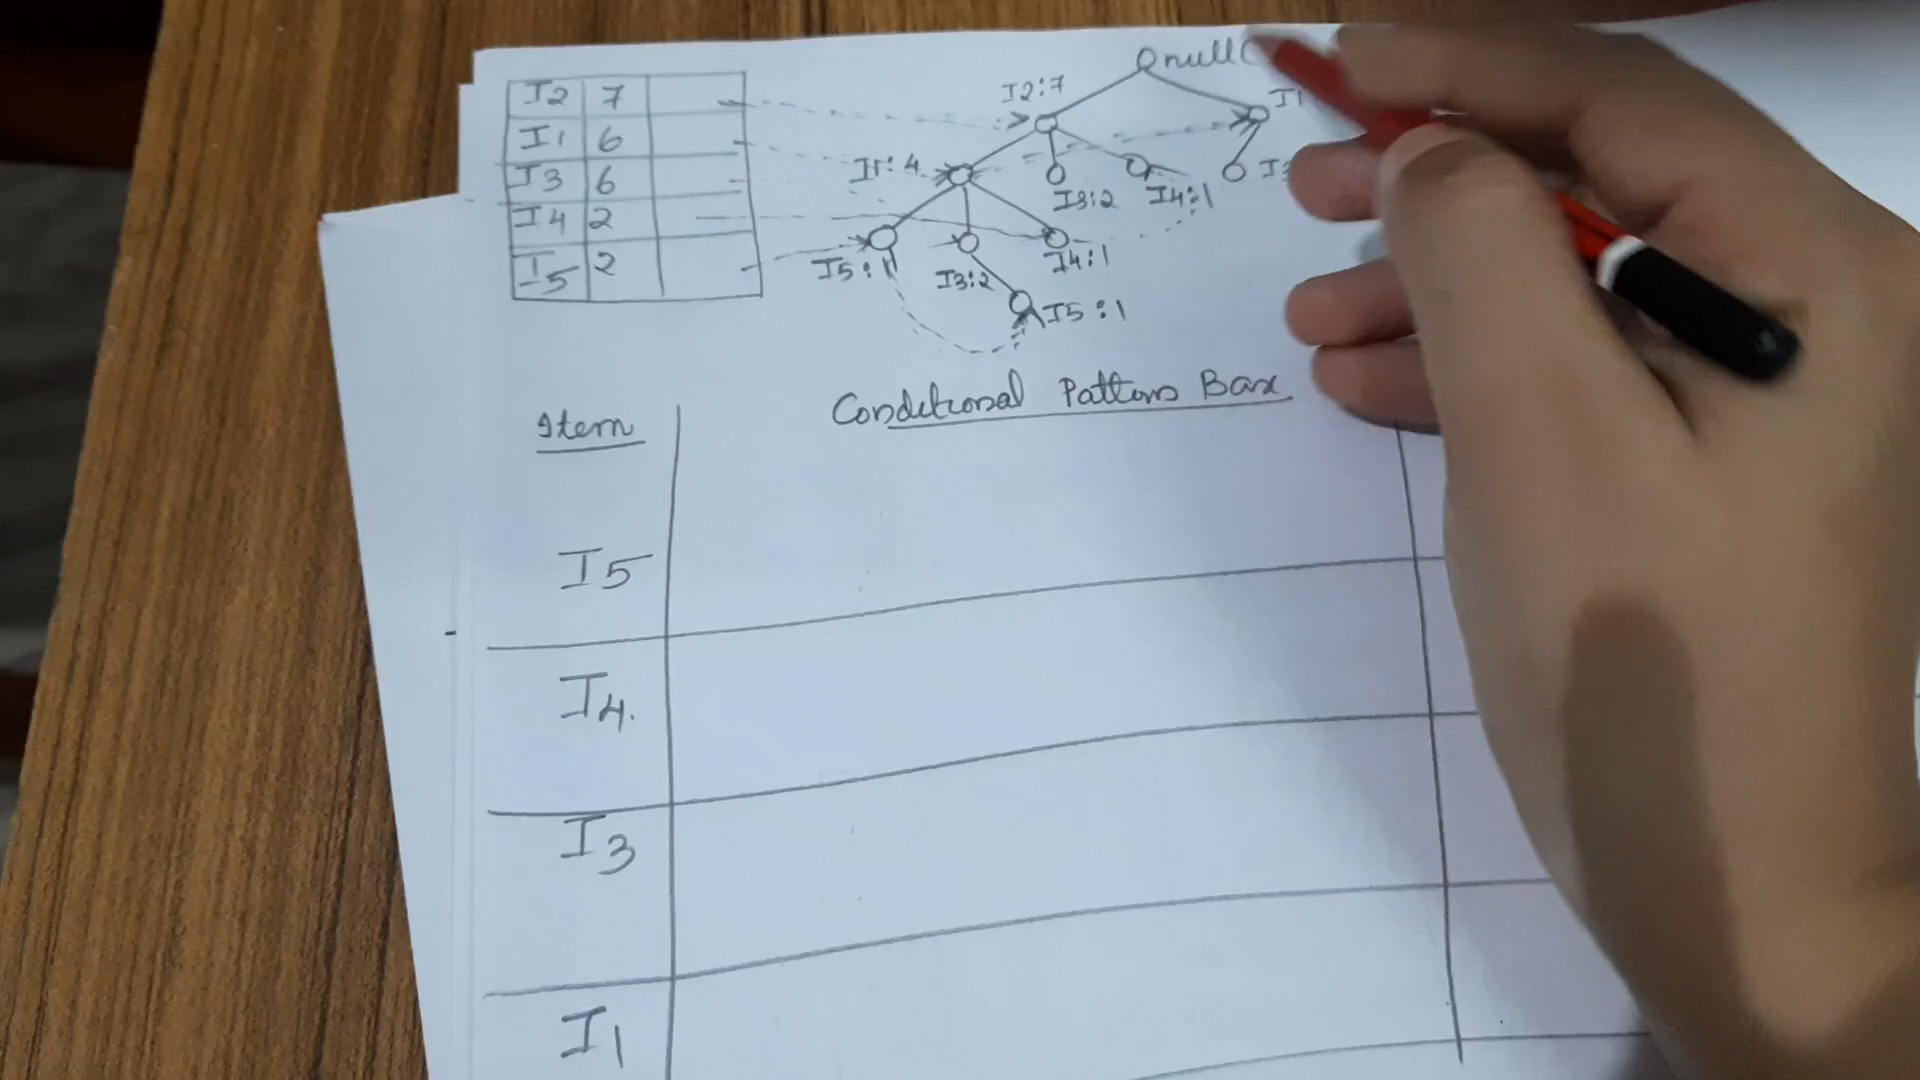 I2 7
I1 6
I3 6
I4 2
I5 2
null
I2:7
I1
I1:4
I3:2
I4:1
I5:1
I3:2
I4:1
I5:1
Item
Conditional Pattern Base
I5
I4.
I3
I1